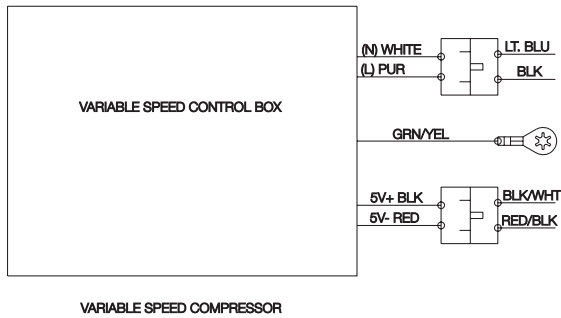 (N) WHITE
LT. BLU
(L) PUR
BLK
VARIABLE SPEED CONTROL BOX
GRN/YEL
5V+ BLK
BLK/WHT
5V- RED
RED/BLK
VARIABLE SPEED COMPRESSOR